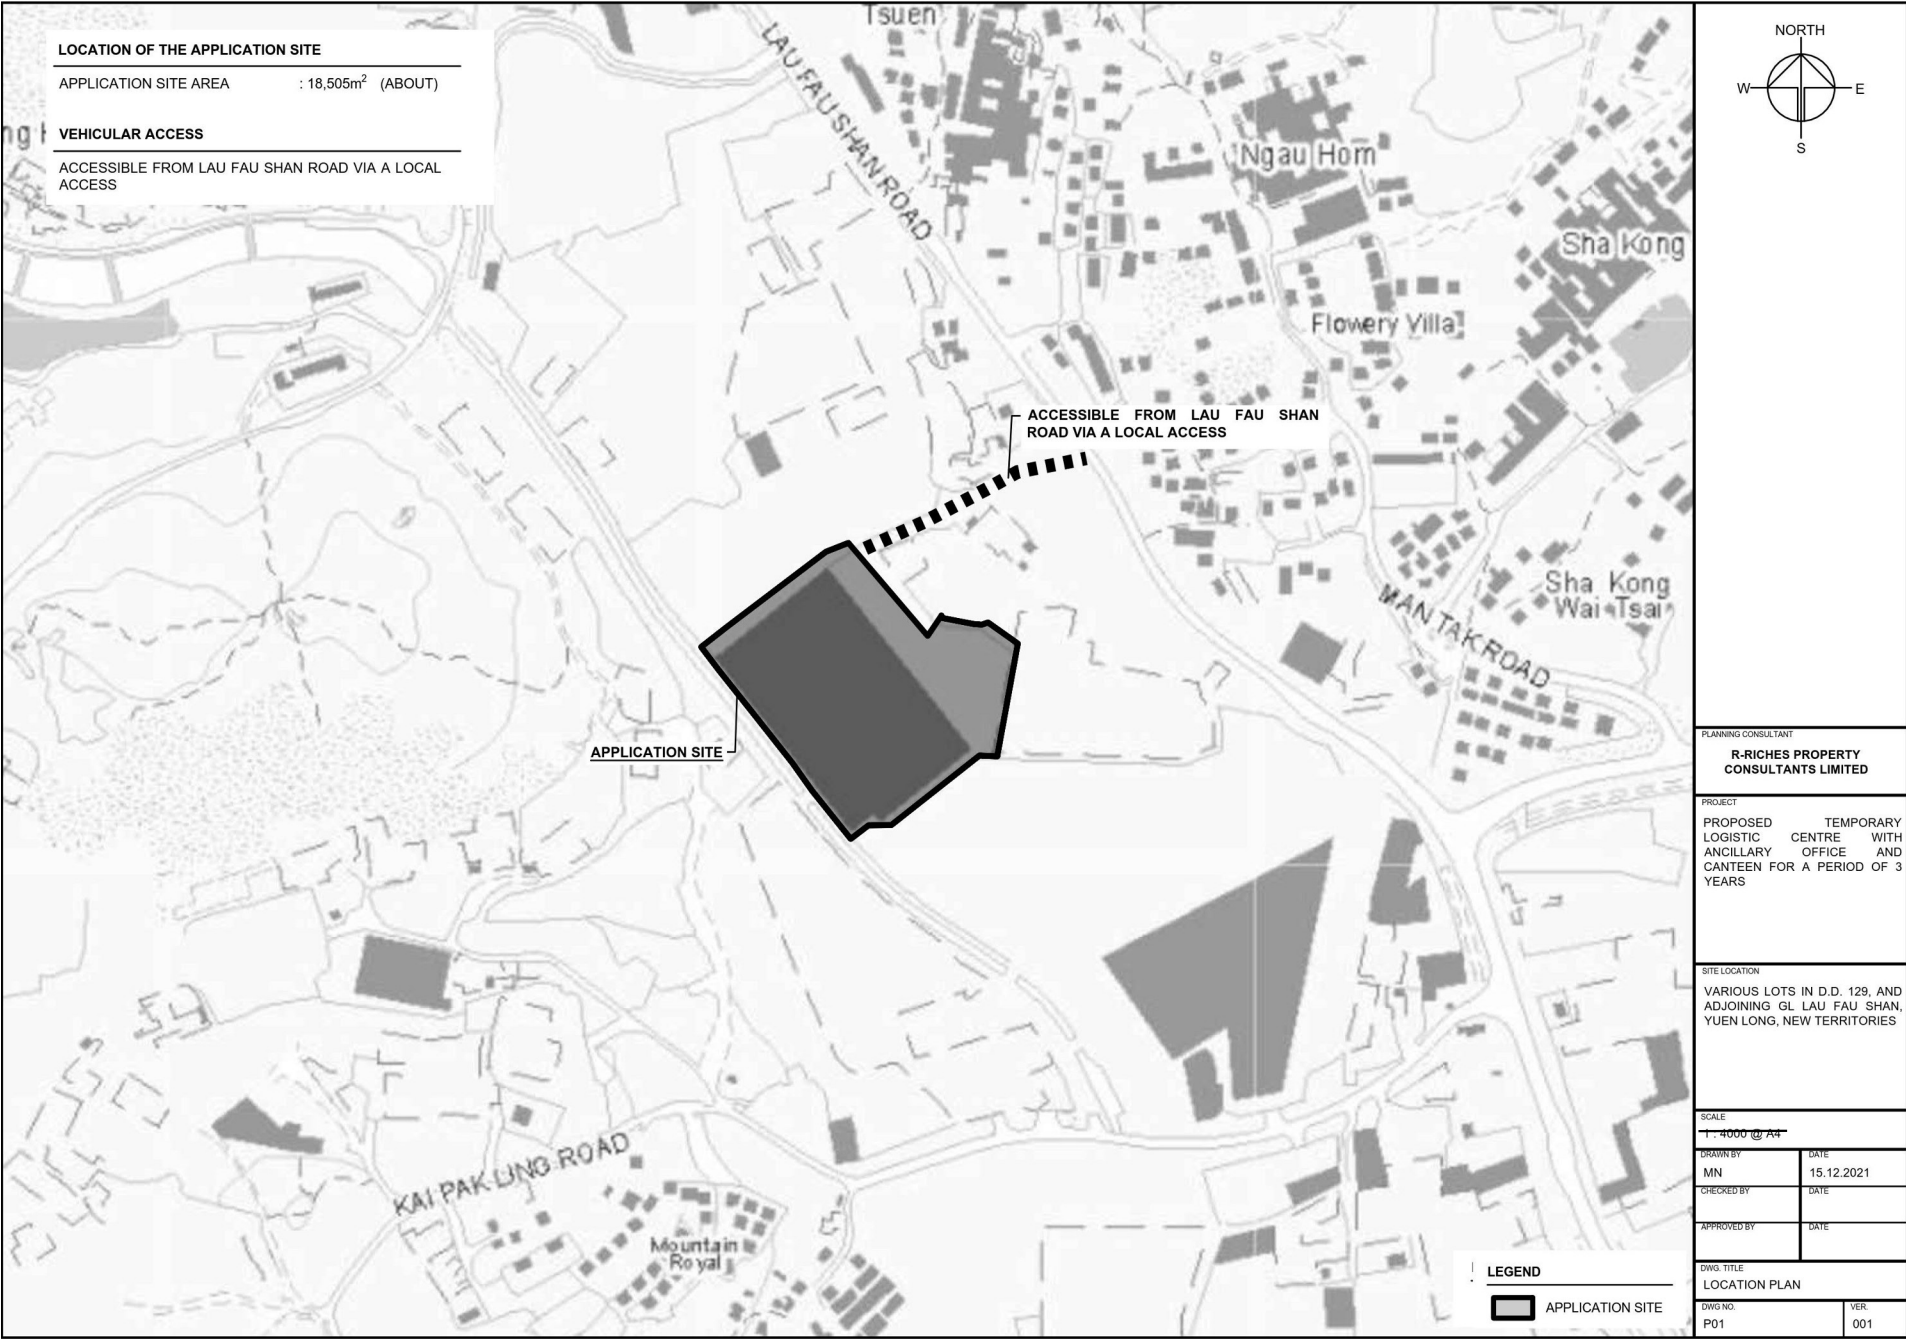 LOCATION OF THE APPLICATION SITE
APPLICATION SITE AREA : 18,505m² (ABOUT)
VEHICULAR ACCESS
ACCESSIBLE FROM LAU FAU SHAN ROAD VIA A LOCAL
ACCESS
Tsuen
LAU FAU SHAN ROAD
Ngau Hom
Sha Kong
Flowery Villa
ACCESSIBLE FROM LAU FAU SHAN
ROAD VIA A LOCAL ACCESS
Sha Kong
Wai Tsai
MAN TAK ROAD
APPLICATION SITE
KAI PAK LING ROAD
Mountain
Royal
LEGEND
APPLICATION SITE
NORTH
W
E
S
PLANNING CONSULTANT
R-RICHES PROPERTY
CONSULTANTS LIMITED
PROJECT
PROPOSED TEMPORARY
LOGISTIC CENTRE WITH
ANCILLARY OFFICE AND
CANTEEN FOR A PERIOD OF 3
YEARS
SITE LOCATION
VARIOUS LOTS IN D.D. 129, AND
ADJOINING GL LAU FAU SHAN,
YUEN LONG, NEW TERRITORIES
SCALE
1 : 4000 @ A4
DRAWN BY DATE
MN 15.12.2021
CHECKED BY DATE
APPROVED BY DATE
DWG. TITLE
LOCATION PLAN
DWG NO. VER.
P01 001